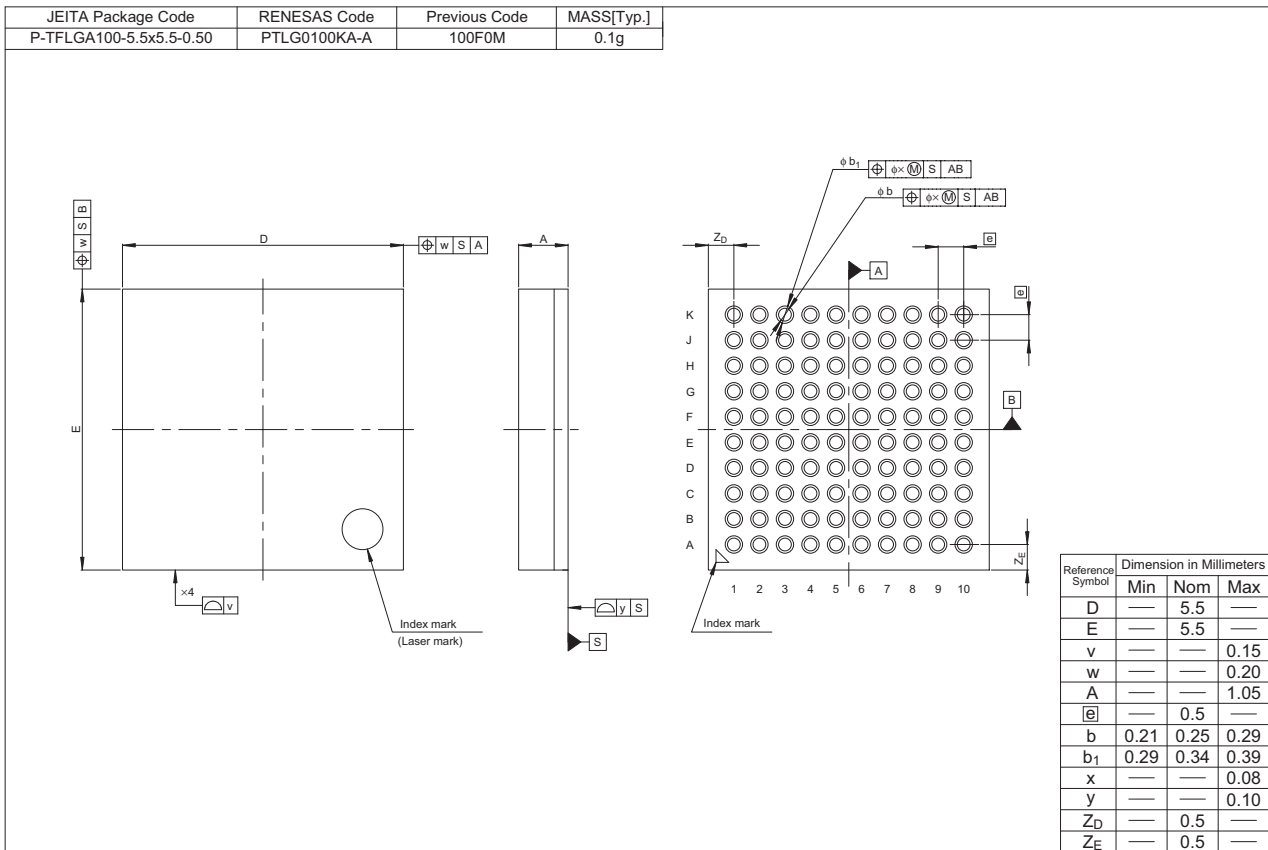 JEITA Package Code RENESAS Code Previous Code MASS[Typ.]
P-TFLGA100-5.5x5.5-0.50 PTLG0100KA-A 100F0M 0.1g
φ b1 ⌖ φ× Ⓜ S AB
φ b ⌖ φ× Ⓜ S AB
⌖ w S B
D
⌖ w S A
A
ZD
A
e
e
E
B
K
J
H
G
F
E
D
C
B
A
1 2 3 4 5 6 7 8 9 10
ZE
×4
⌓ v
Index mark
(Laser mark)
⌓ y S
S
Index mark
Reference Symbol Dimension in Millimeters
Min Nom Max
D — 5.5 —
E — 5.5 —
v — — 0.15
w — — 0.20
A — — 1.05
e — 0.5 —
b 0.21 0.25 0.29
b1 0.29 0.34 0.39
x — — 0.08
y — — 0.10
ZD — 0.5 —
ZE — 0.5 —